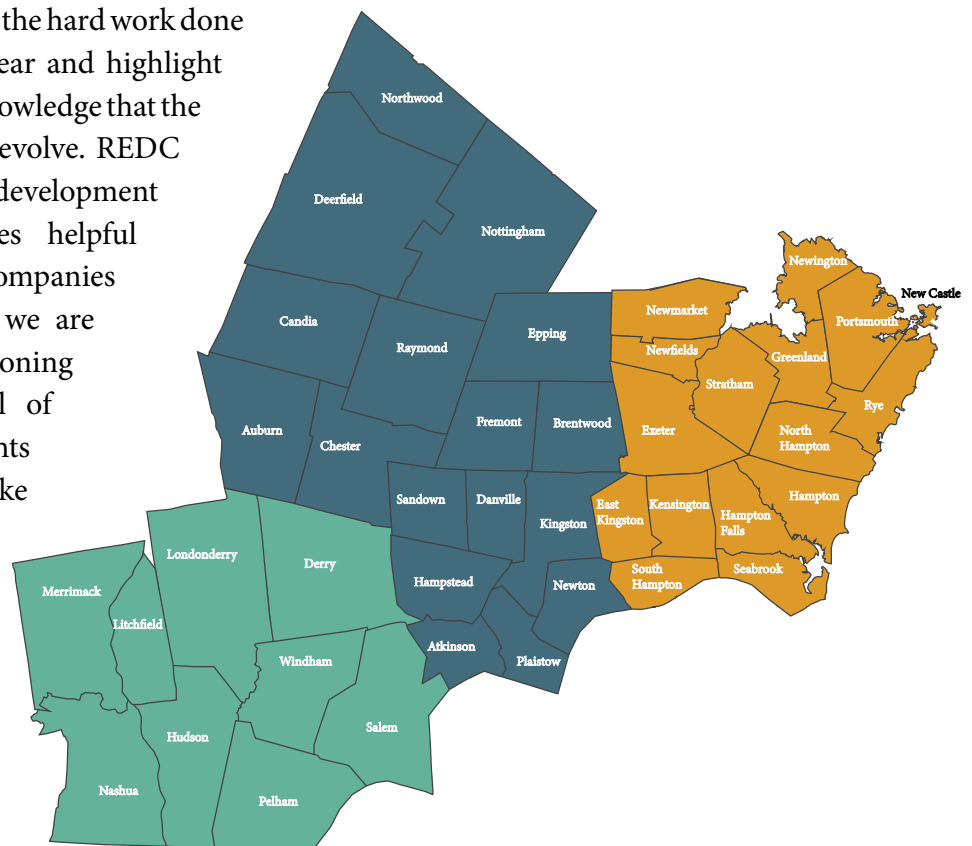 the hard work done
ear and highlight
owledge that the
evolve. REDC
development
es helpful
ompanies
we are
oning
l of
nts
ke
Northwood
Deerfield
Nottingham
Newington
New Castle
Candia
Newmarket
Portsmouth
Epping
Raymond
Newfields
Greenland
Stratham
Rye
Auburn
Chester
Fremont
Brentwood
Exeter
North
Hampton
Sandown
Danville
Kingston
East
Kingston
Kensington
Hampton
Falls
Hampton
Londonderry
Derry
Hampstead
Newton
South
Hampton
Seabrook
Merrimack
Litchfield
Windham
Atkinson
Plaistow
Hudson
Salem
Nashua
Pelham